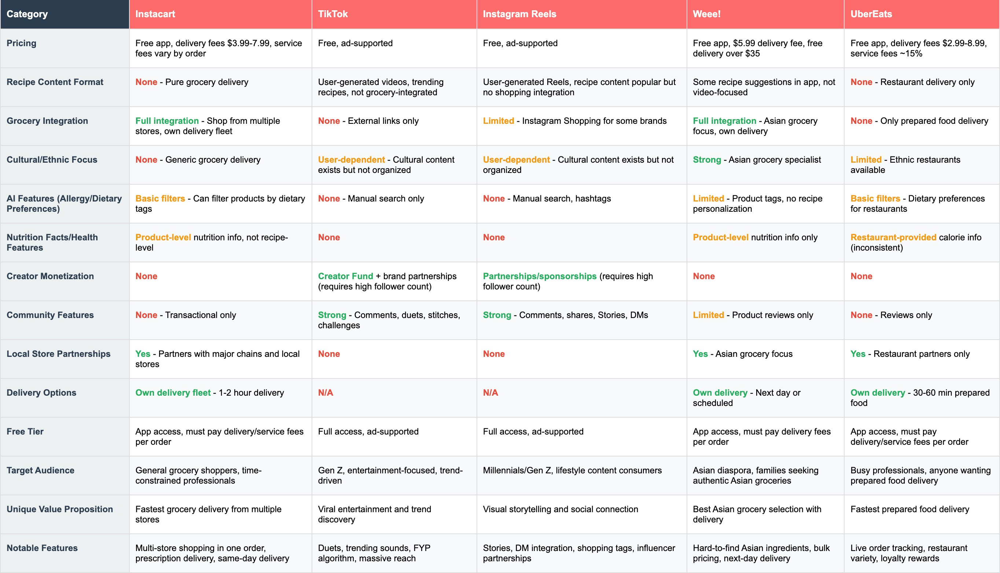 Category
Instacart
TikTok
Instagram Reels
Weee!
UberEats
Pricing
Free app, delivery fees $3.99-7.99, service
fees vary by order
Free, ad-supported
Free, ad-supported
Free app, $5.99 delivery fee, free
delivery over $35
Free app, delivery fees $2.99-8.99,
service fees ~15%
Recipe Content Format
None - Pure grocery delivery
User-generated videos, trending
recipes, not grocery-integrated
User-generated Reels, recipe content popular but
no shopping integration
Some recipe suggestions in app, not
video-focused
None - Restaurant delivery only
Grocery Integration
Full integration - Shop from multiple
stores, own delivery fleet
None - External links only
Limited - Instagram Shopping for some brands
Full integration - Asian grocery
focus, own delivery
None - Only prepared food delivery
Cultural/Ethnic Focus
None - Generic grocery delivery
User-dependent - Cultural content
exists but not organized
User-dependent - Cultural content exists but not
organized
Strong - Asian grocery specialist
Limited - Ethnic restaurants
available
AI Features (Allergy/Dietary
Preferences)
Basic filters - Can filter products by dietary
tags
None - Manual search only
None - Manual search, hashtags
Limited - Product tags, no recipe
personalization
Basic filters - Dietary preferences
for restaurants
Nutrition Facts/Health
Features
Product-level nutrition info, not recipe-
level
None
None
Product-level nutrition info only
Restaurant-provided calorie info
(inconsistent)
Creator Monetization
None
Creator Fund + brand partnerships
(requires high follower count)
Partnerships/sponsorships (requires high
follower count)
None
None
Community Features
None - Transactional only
Strong - Comments, duets, stitches,
challenges
Strong - Comments, shares, Stories, DMs
Limited - Product reviews only
None - Reviews only
Local Store Partnerships
Yes - Partners with major chains and local
stores
None
None
Yes - Asian grocery focus
Yes - Restaurant partners only
Delivery Options
Own delivery fleet - 1-2 hour delivery
N/A
N/A
Own delivery - Next day or
scheduled
Own delivery - 30-60 min prepared
food
Free Tier
App access, must pay delivery/service fees
per order
Full access, ad-supported
Full access, ad-supported
App access, must pay delivery fees
per order
App access, must pay
delivery/service fees per order
Target Audience
General grocery shoppers, time-
constrained professionals
Gen Z, entertainment-focused, trend-
driven
Millennials/Gen Z, lifestyle content consumers
Asian diaspora, families seeking
authentic Asian groceries
Busy professionals, anyone wanting
prepared food delivery
Unique Value Proposition
Fastest grocery delivery from multiple
stores
Viral entertainment and trend
discovery
Visual storytelling and social connection
Best Asian grocery selection with
delivery
Fastest prepared food delivery
Notable Features
Multi-store shopping in one order,
prescription delivery, same-day delivery
Duets, trending sounds, FYP
algorithm, massive reach
Stories, DM integration, shopping tags, influencer
partnerships
Hard-to-find Asian ingredients, bulk
pricing, next-day delivery
Live order tracking, restaurant
variety, loyalty rewards